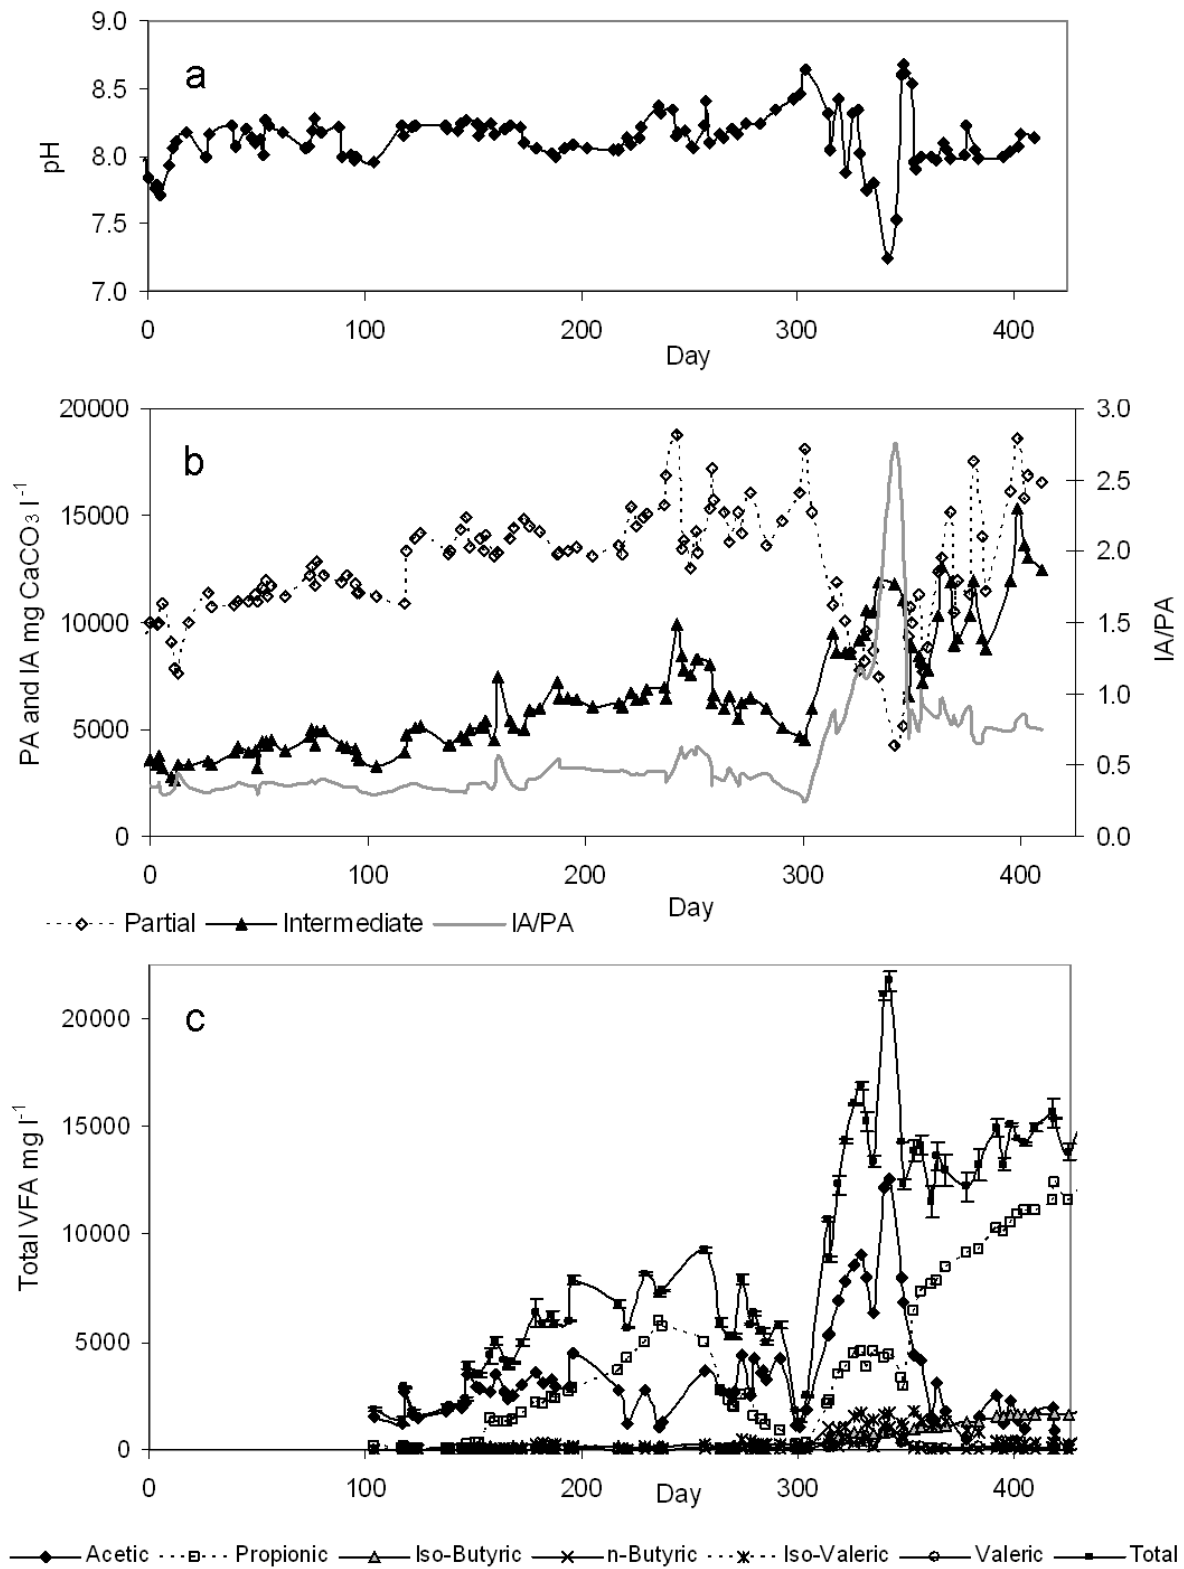 9.0
8.5
8.0
7.5
7.0
pH
a
0 100 200 300 400
Day
20000
15000
10000
5000
0
PA and IA mg CaCO₃ l⁻¹
b
3.0
2.5
2.0
1.5
1.0
0.5
0.0
IA/PA
0 100 200 300 400
Day
Partial Intermediate IA/PA
20000
15000
10000
5000
0
Total VFA mg l⁻¹
c
0 100 200 300 400
Day
Acetic Propionic Iso-Butyric n-Butyric Iso-Valeric Valeric Total